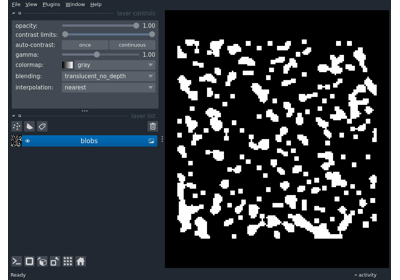 File View Plugins Window Help
layer controls
opacity: 1.00
contrast limits:
auto-contrast: once continuous
gamma: 1.00
colormap: gray
blending: translucent_no_depth
interpolation: nearest
layer list
blobs
Ready activity